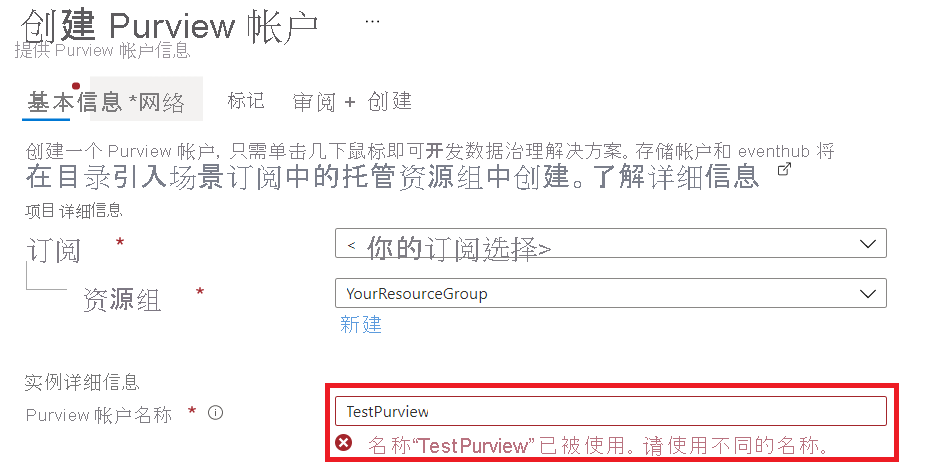 创建 Purview 帐户 ...
提供 Purview 帐户信息
基本信息 *网络 标记 审阅 + 创建
创建一个 Purview 帐户，只需单击几下鼠标即可开发数据治理解决方案。存储帐户和 eventhub 将
在目录引入场景订阅中的托管资源组中创建。了解详细信息
项目详细信息
订阅 * < 你的订阅选择>
资源组 * YourResourceGroup
新建
实例详细信息
Purview 帐户名称 * TestPurview
名称“TestPurview”已被使用。请使用不同的名称。